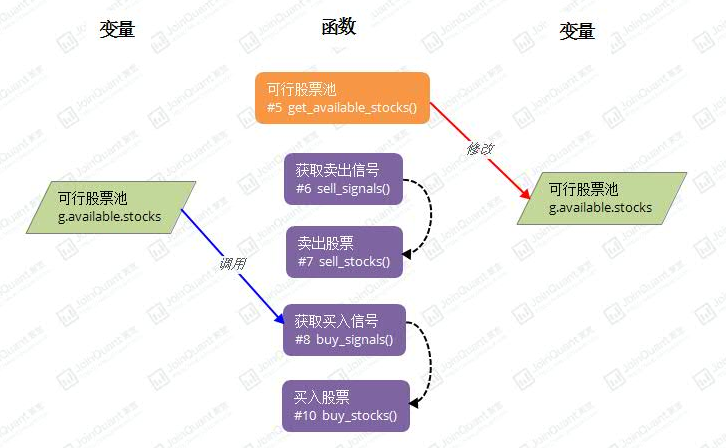 变量
函数
变量
可行股票池
#5 get_available_stocks()
修改
获取卖出信号
#6 sell_signals()
可行股票池
g.available.stocks
可行股票池
g.available.stocks
卖出股票
#7 sell_stocks()
调用
获取买入信号
#8 buy_signals()
买入股票
#10 buy_stocks()
JoinQuant 聚宽